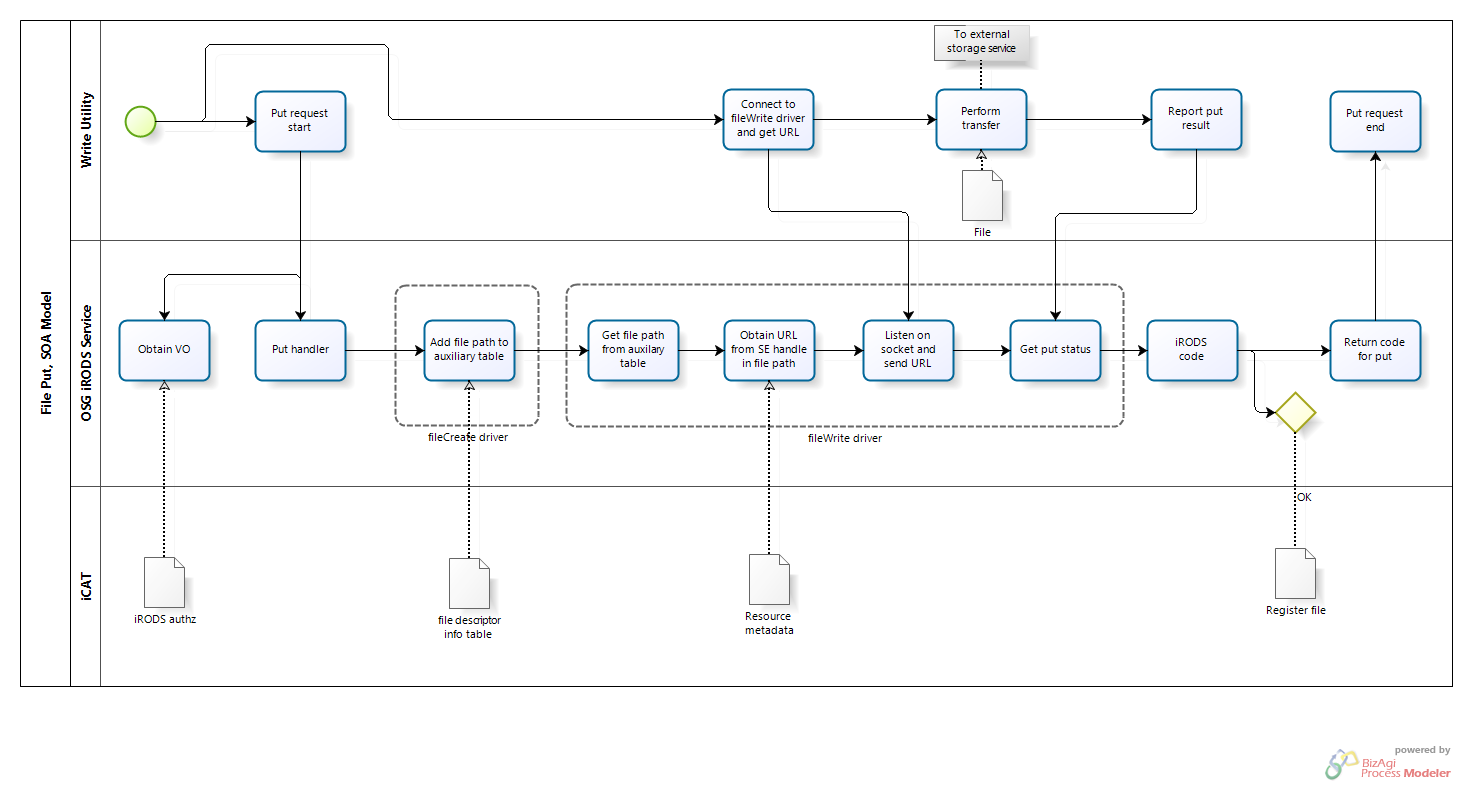 File Put, SOA Model
Write Utility
Put request
start
Connect to
fileWrite driver
and get URL
To external
storage service
Perform
transfer
File
Report put
result
Put request
end
OSG iRODS Service
Obtain VO
Put handler
Add file path to
auxiliary table
fileCreate driver
Get file path
from auxilary
table
Obtain URL
from SE handle
in file path
Listen on
socket and
send URL
Get put status
fileWrite driver
iRODS
code
Return code
for put
OK
iCAT
iRODS authz
file descriptor
info table
Resource
metadata
Register file
powered by
BizAgi
Process Modeler